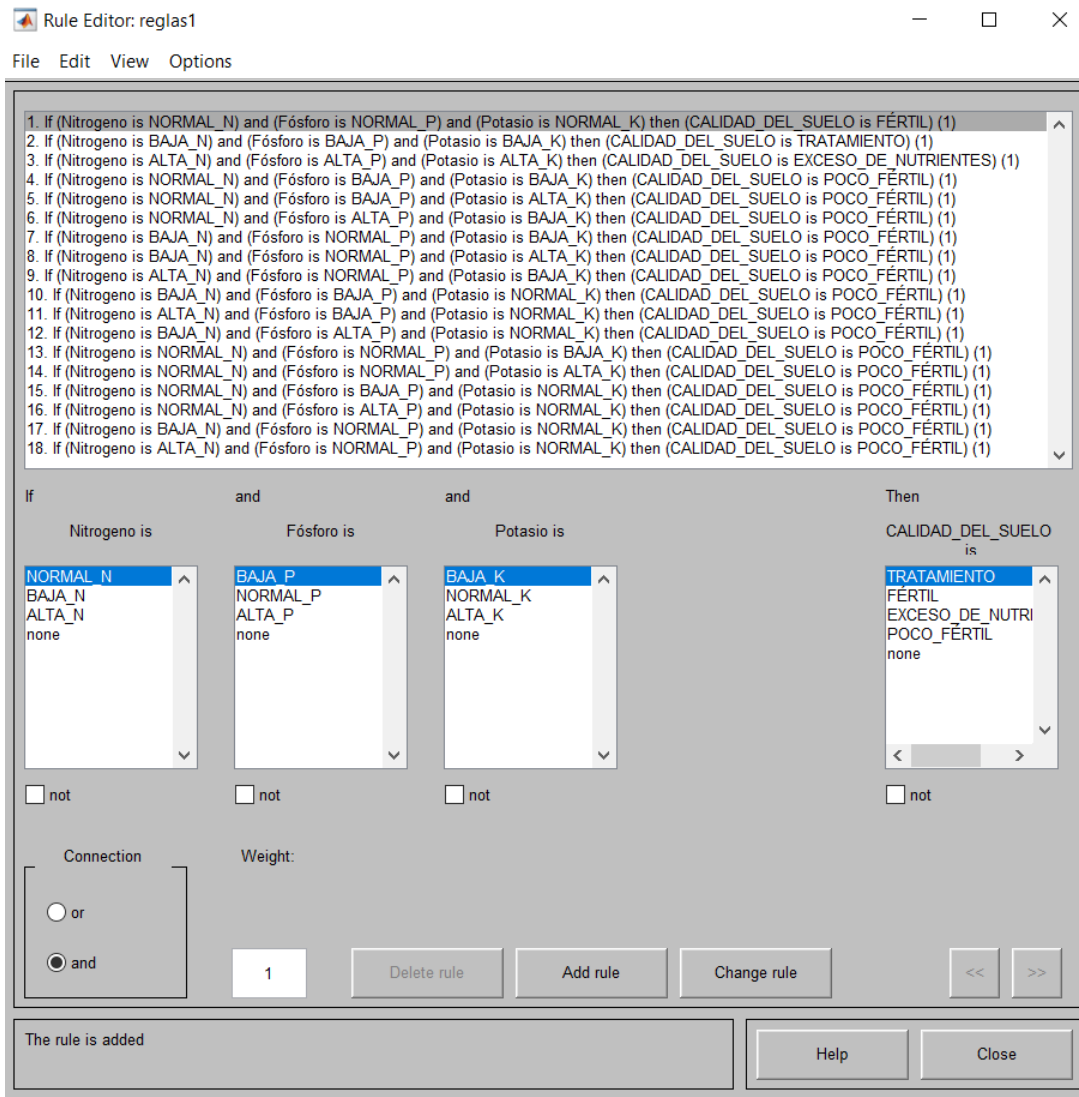 Rule Editor: reglas1
File Edit View Options
1. If (Nitrogeno is NORMAL_N) and (Fósforo is NORMAL_P) and (Potasio is NORMAL_K) then (CALIDAD_DEL_SUELO is FÉRTIL) (1)
2. If (Nitrogeno is BAJA_N) and (Fósforo is BAJA_P) and (Potasio is BAJA_K) then (CALIDAD_DEL_SUELO is TRATAMIENTO) (1)
3. If (Nitrogeno is ALTA_N) and (Fósforo is ALTA_P) and (Potasio is ALTA_K) then (CALIDAD_DEL_SUELO is EXCESO_DE_NUTRIENTES) (1)
4. If (Nitrogeno is NORMAL_N) and (Fósforo is BAJA_P) and (Potasio is BAJA_K) then (CALIDAD_DEL_SUELO is POCO_FÉRTIL) (1)
5. If (Nitrogeno is NORMAL_N) and (Fósforo is BAJA_P) and (Potasio is ALTA_K) then (CALIDAD_DEL_SUELO is POCO_FÉRTIL) (1)
6. If (Nitrogeno is NORMAL_N) and (Fósforo is ALTA_P) and (Potasio is BAJA_K) then (CALIDAD_DEL_SUELO is POCO_FÉRTIL) (1)
7. If (Nitrogeno is BAJA_N) and (Fósforo is NORMAL_P) and (Potasio is BAJA_K) then (CALIDAD_DEL_SUELO is POCO_FÉRTIL) (1)
8. If (Nitrogeno is BAJA_N) and (Fósforo is NORMAL_P) and (Potasio is ALTA_K) then (CALIDAD_DEL_SUELO is POCO_FÉRTIL) (1)
9. If (Nitrogeno is ALTA_N) and (Fósforo is NORMAL_P) and (Potasio is BAJA_K) then (CALIDAD_DEL_SUELO is POCO_FÉRTIL) (1)
10. If (Nitrogeno is BAJA_N) and (Fósforo is BAJA_P) and (Potasio is NORMAL_K) then (CALIDAD_DEL_SUELO is POCO_FÉRTIL) (1)
11. If (Nitrogeno is ALTA_N) and (Fósforo is BAJA_P) and (Potasio is NORMAL_K) then (CALIDAD_DEL_SUELO is POCO_FÉRTIL) (1)
12. If (Nitrogeno is BAJA_N) and (Fósforo is ALTA_P) and (Potasio is NORMAL_K) then (CALIDAD_DEL_SUELO is POCO_FÉRTIL) (1)
13. If (Nitrogeno is NORMAL_N) and (Fósforo is NORMAL_P) and (Potasio is BAJA_K) then (CALIDAD_DEL_SUELO is POCO_FÉRTIL) (1)
14. If (Nitrogeno is NORMAL_N) and (Fósforo is NORMAL_P) and (Potasio is ALTA_K) then (CALIDAD_DEL_SUELO is POCO_FÉRTIL) (1)
15. If (Nitrogeno is NORMAL_N) and (Fósforo is BAJA_P) and (Potasio is NORMAL_K) then (CALIDAD_DEL_SUELO is POCO_FÉRTIL) (1)
16. If (Nitrogeno is NORMAL_N) and (Fósforo is ALTA_P) and (Potasio is NORMAL_K) then (CALIDAD_DEL_SUELO is POCO_FÉRTIL) (1)
17. If (Nitrogeno is BAJA_N) and (Fósforo is NORMAL_P) and (Potasio is NORMAL_K) then (CALIDAD_DEL_SUELO is POCO_FÉRTIL) (1)
18. If (Nitrogeno is ALTA_N) and (Fósforo is NORMAL_P) and (Potasio is NORMAL_K) then (CALIDAD_DEL_SUELO is POCO_FÉRTIL) (1)
If
Nitrogeno is
NORMAL_N
BAJA_N
ALTA_N
none
not
and
Fósforo is
BAJA_P
NORMAL_P
ALTA_P
none
not
and
Potasio is
BAJA_K
NORMAL_K
ALTA_K
none
not
Then
CALIDAD_DEL_SUELO
is
TRATAMIENTO
FÉRTIL
EXCESO_DE_NUTRI
POCO_FÉRTIL
none
not
Connection
or
and
Weight:
1
Delete rule
Add rule
Change rule
<<
>>
The rule is added
Help
Close